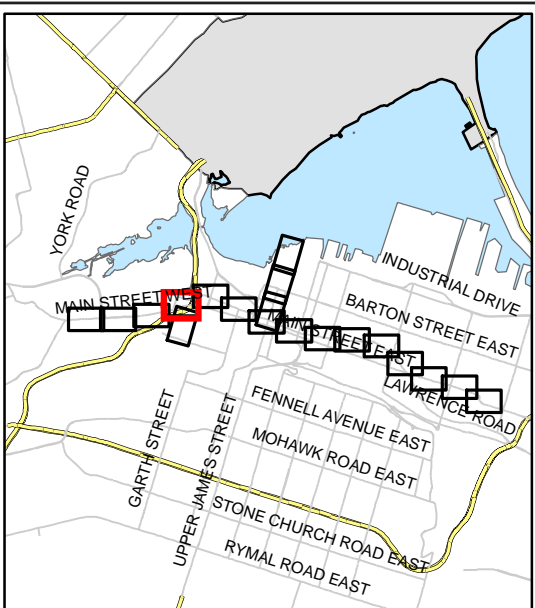 YORK ROAD
INDUSTRIAL DRIVE
MAIN STREET WEST
BARTON STREET EAST
MAIN STREET EAST
LAWRENCE ROAD
GARTH STREET
UPPER JAMES STREET
FENNELL AVENUE EAST
MOHAWK ROAD EAST
STONE CHURCH ROAD EAST
RYMAL ROAD EAST